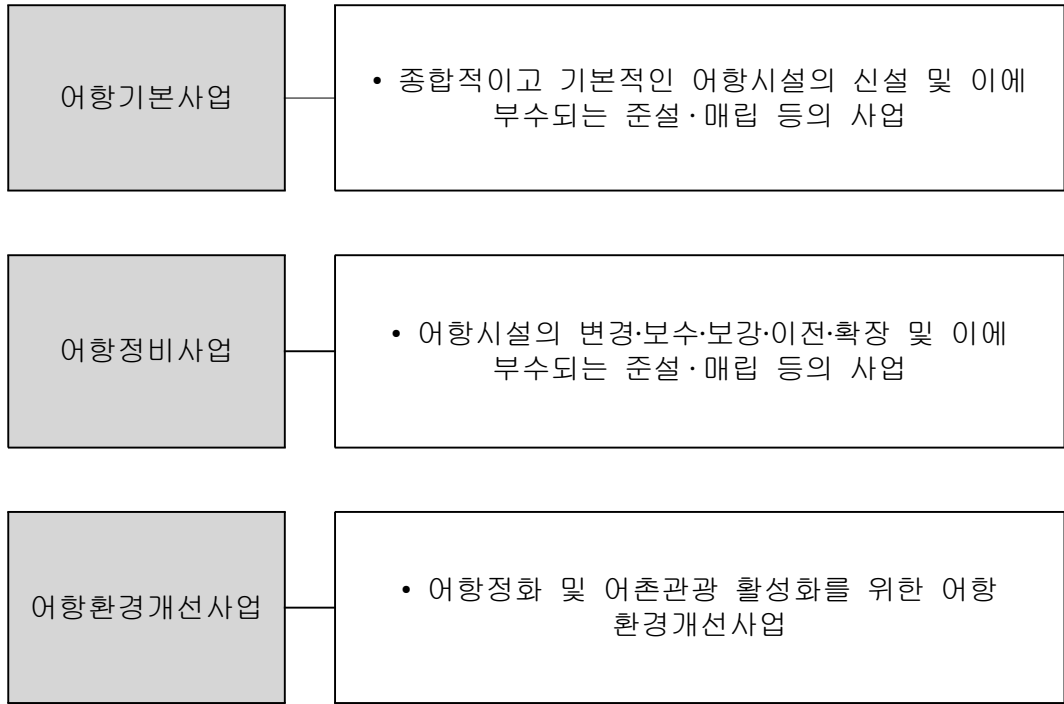 어항기본사업
• 종합적이고 기본적인 어항시설의 신설 및 이에
부수되는 준설·매립 등의 사업
어항정비사업
• 어항시설의 변경·보수·보강·이전·확장 및 이에
부수되는 준설·매립 등의 사업
어항환경개선사업
• 어항정화 및 어촌관광 활성화를 위한 어항
환경개선사업